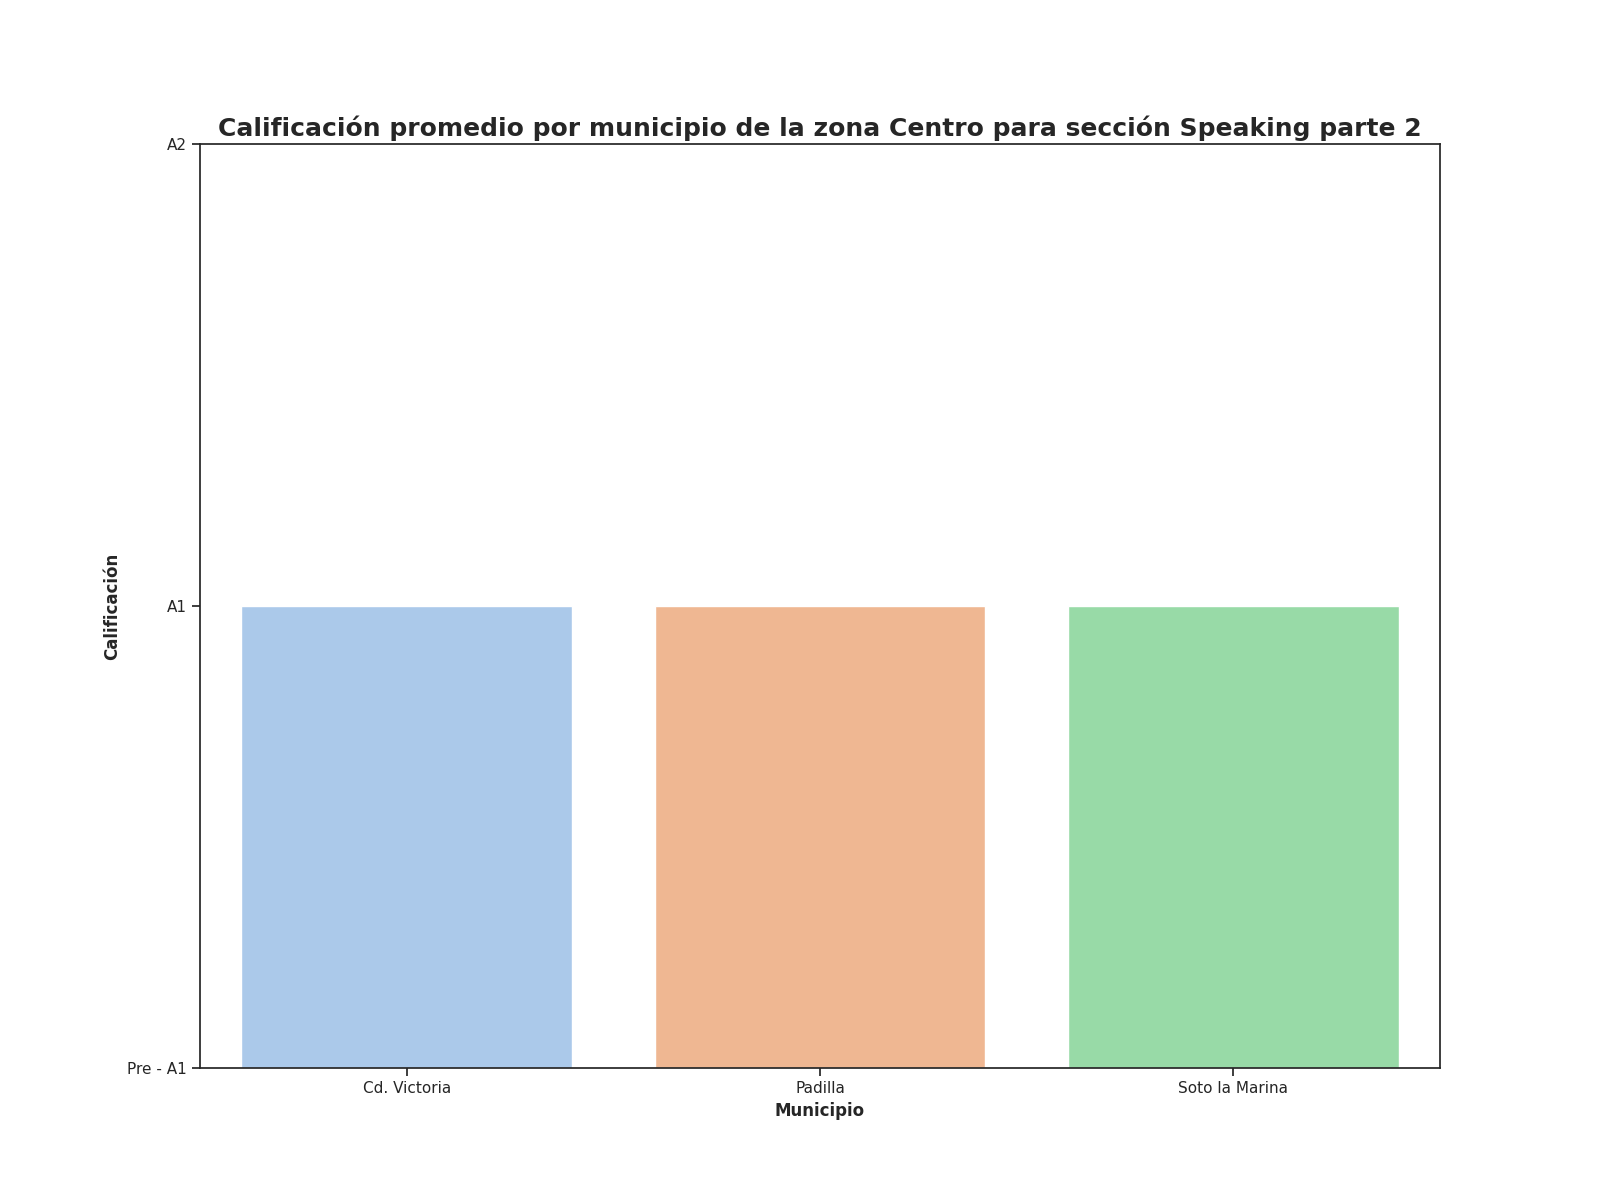 Calificación promedio por municipio de la zona Centro para sección Speaking parte 2
A2
A1
Pre - A1
Calificación
Cd. Victoria
Padilla
Soto la Marina
Municipio